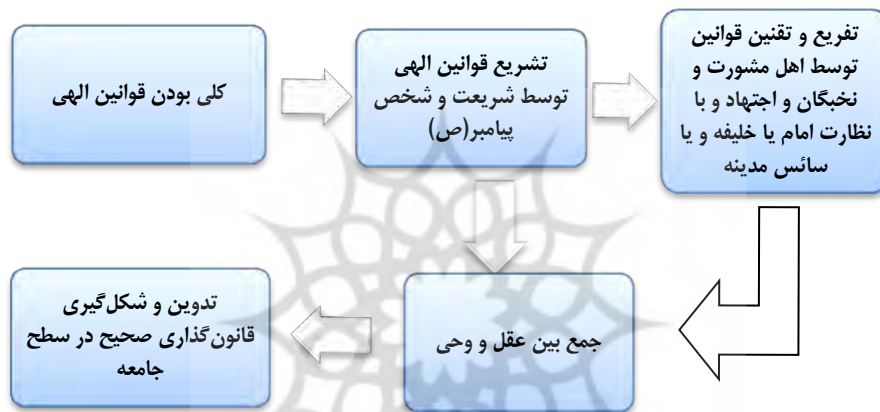 کلی بودن قوانین الهی
تشریع قوانین الهی
توسط شریعت و شخص
پیامبر(ص)
تفریع و تقنین قوانین
توسط اهل مشورت و
نخبگان و اجتهاد و با
نظارت امام یا خلیفه و یا
سائس مدینه
جمع بین عقل و وحی
تدوین و شکل‌گیری
قانون‌گذاری صحیح در سطح
جامعه